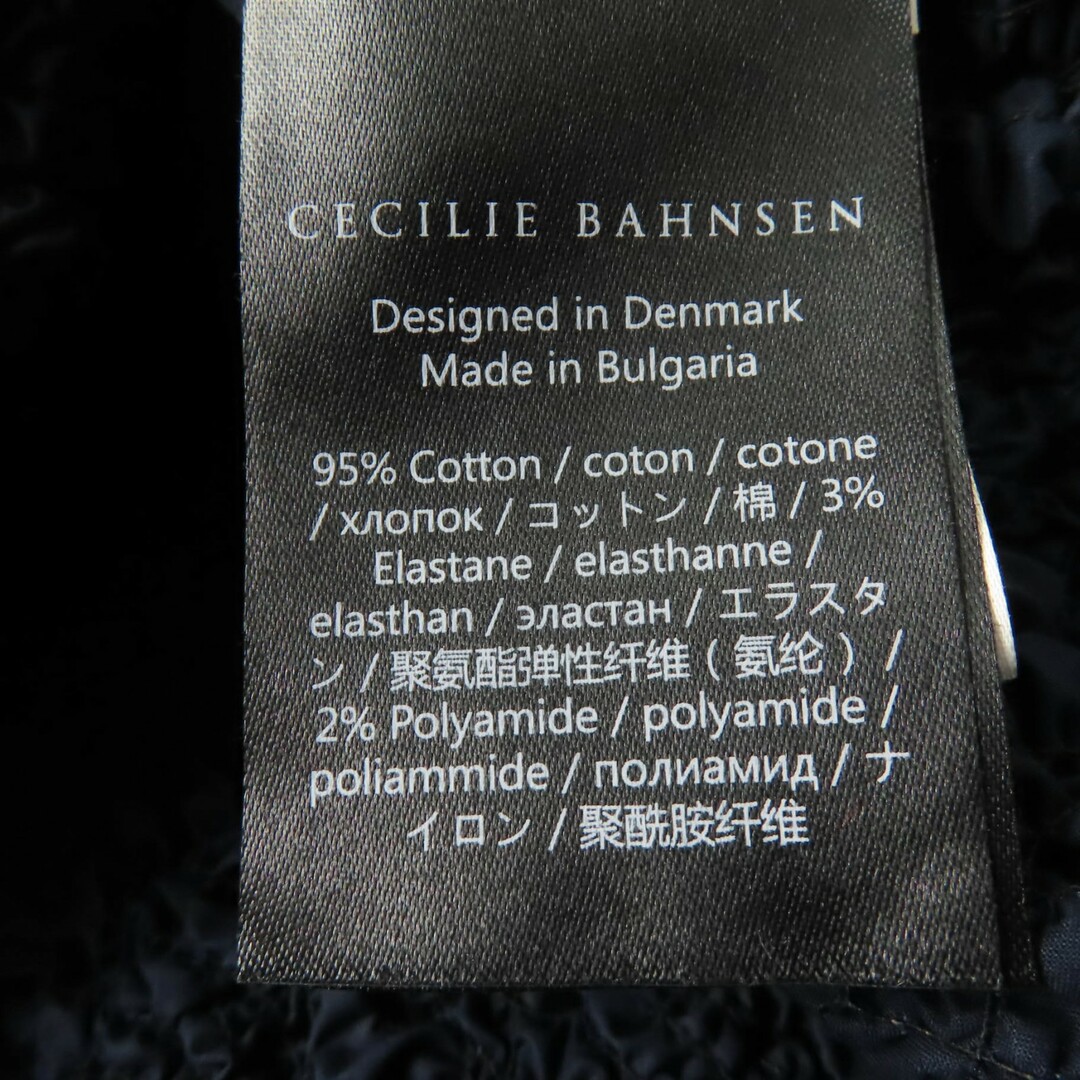 CECILIE BAHNSEN
Designed in Denmark
Made in Bulgaria
95% Cotton / coton / cotone
/ хлопок / コットン / 棉 / 3%
Elastane / elasthanne /
elasthan / эластан / エラスタ
ン / 聚氨酯弹性纤维 ( 氨纶 ) /
2% Polyamide / polyamide /
poliammide / полиамид / ナ
イロン / 聚酰胺纤维